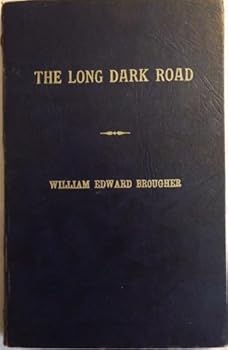 THE LONG DARK ROAD
WILLIAM EDWARD BROUGHER